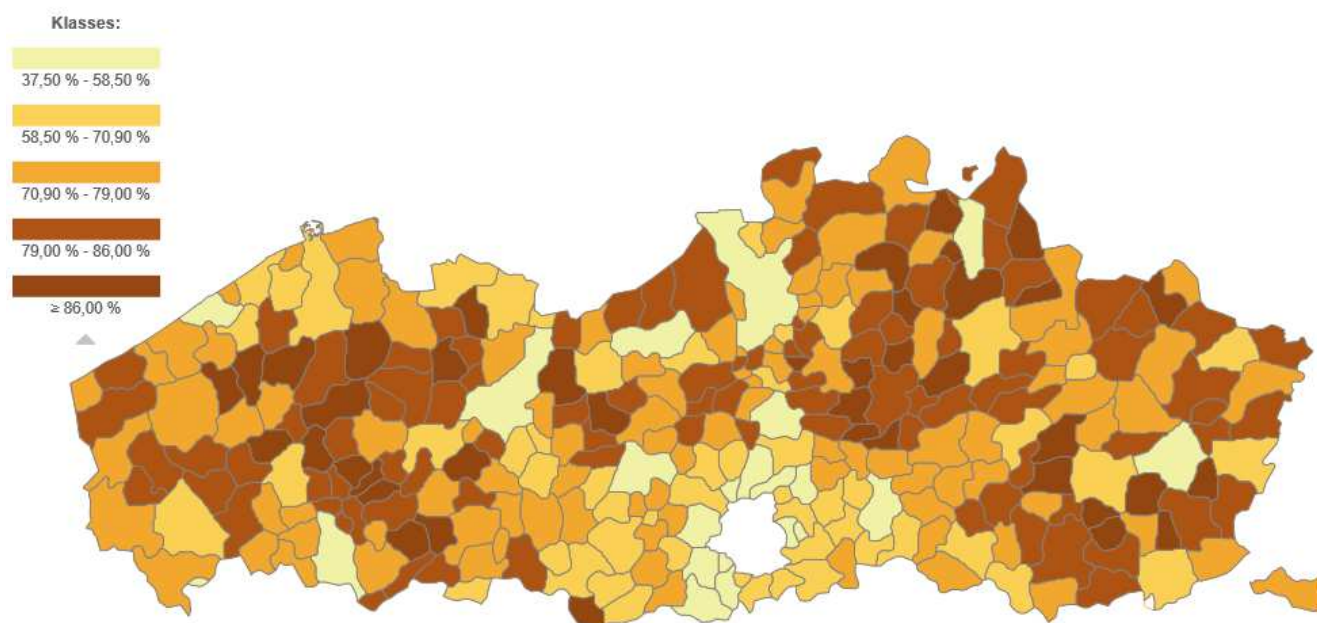 Klasses:
37,50 % - 58,50 %
58,50 % - 70,90 %
70,90 % - 79,00 %
79,00 % - 86,00 %
≥ 86,00 %